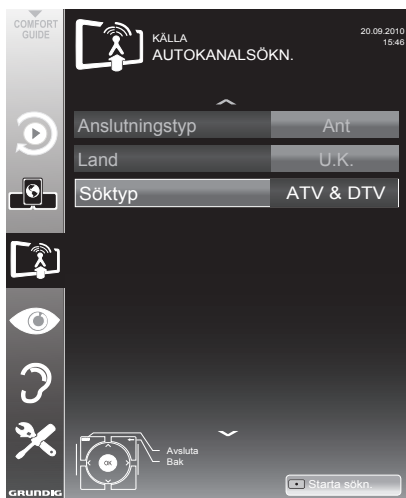 COMFORT
GUIDE
KÄLLA
AUTOKANALSÖKN.
20.09.2010
15:46
Anslutningstyp Ant
Land U.K.
Söktyp ATV & DTV
OK
Avsluta
Bak
Starta sökn.
GRUNDIG